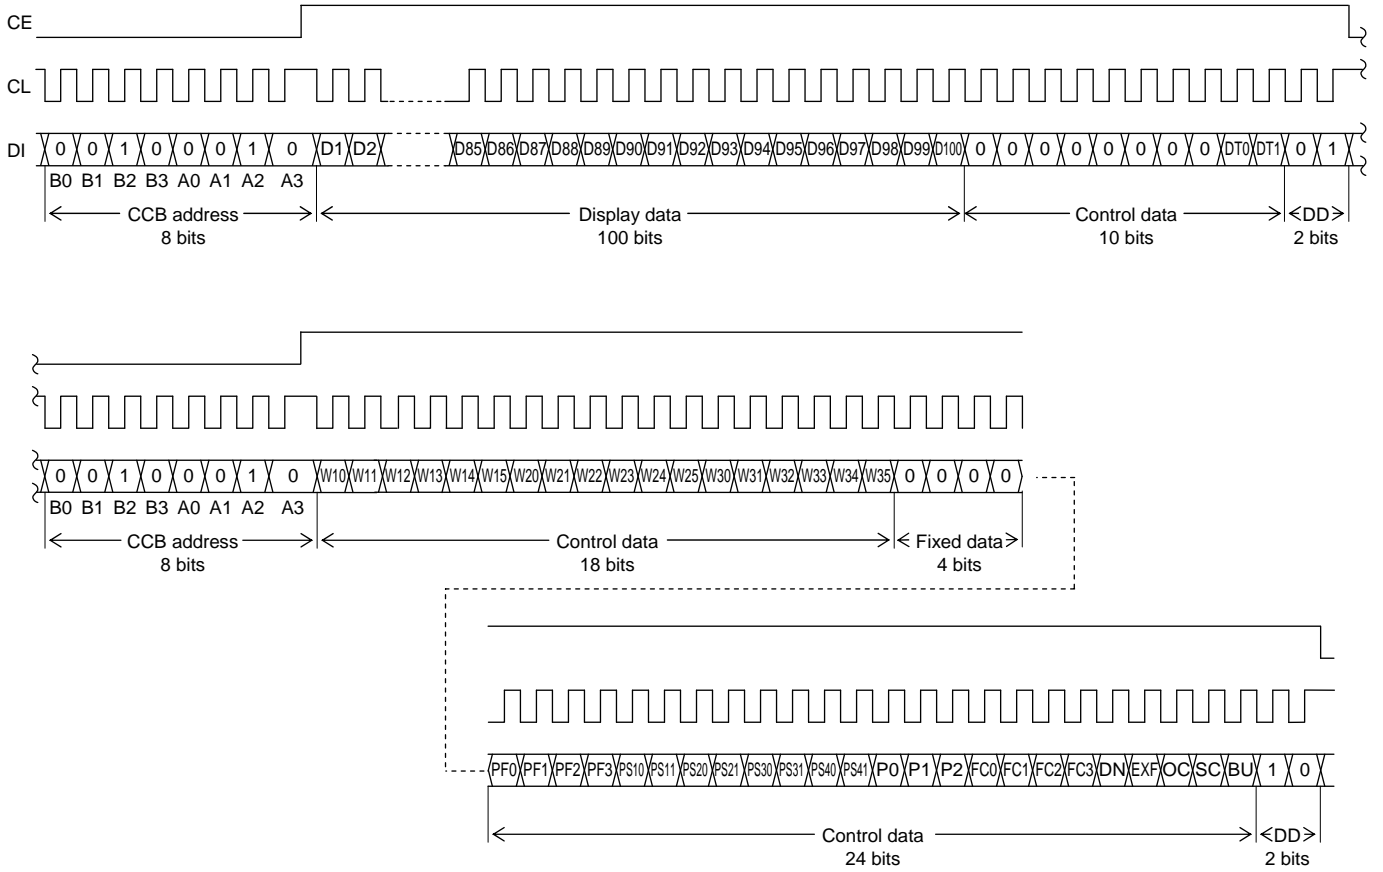 CE
CL
DI 0 0 1 0 0 0 1 0 D1 D2 D85 D86 D87 D88 D89 D90 D91 D92 D93 D94 D95 D96 D97 D98 D99 D100 0 0 0 0 0 0 0 0 DT0 DT1 0 1
B0 B1 B2 B3 A0 A1 A2 A3
CCB address Display data Control data DD
8 bits 100 bits 10 bits 2 bits
0 0 1 0 0 0 1 0 W10 W11 W12 W13 W14 W15 W20 W21 W22 W23 W24 W25 W30 W31 W32 W33 W34 W35 0 0 0 0
B0 B1 B2 B3 A0 A1 A2 A3
CCB address Control data Fixed data
8 bits 18 bits 4 bits
PF0 PF1 PF2 PF3 PS10 PS11 PS20 PS21 PS30 PS31 PS40 PS41 P0 P1 P2 FC0 FC1 FC2 FC3 DN EXF OC SC BU 1 0
Control data DD
24 bits 2 bits